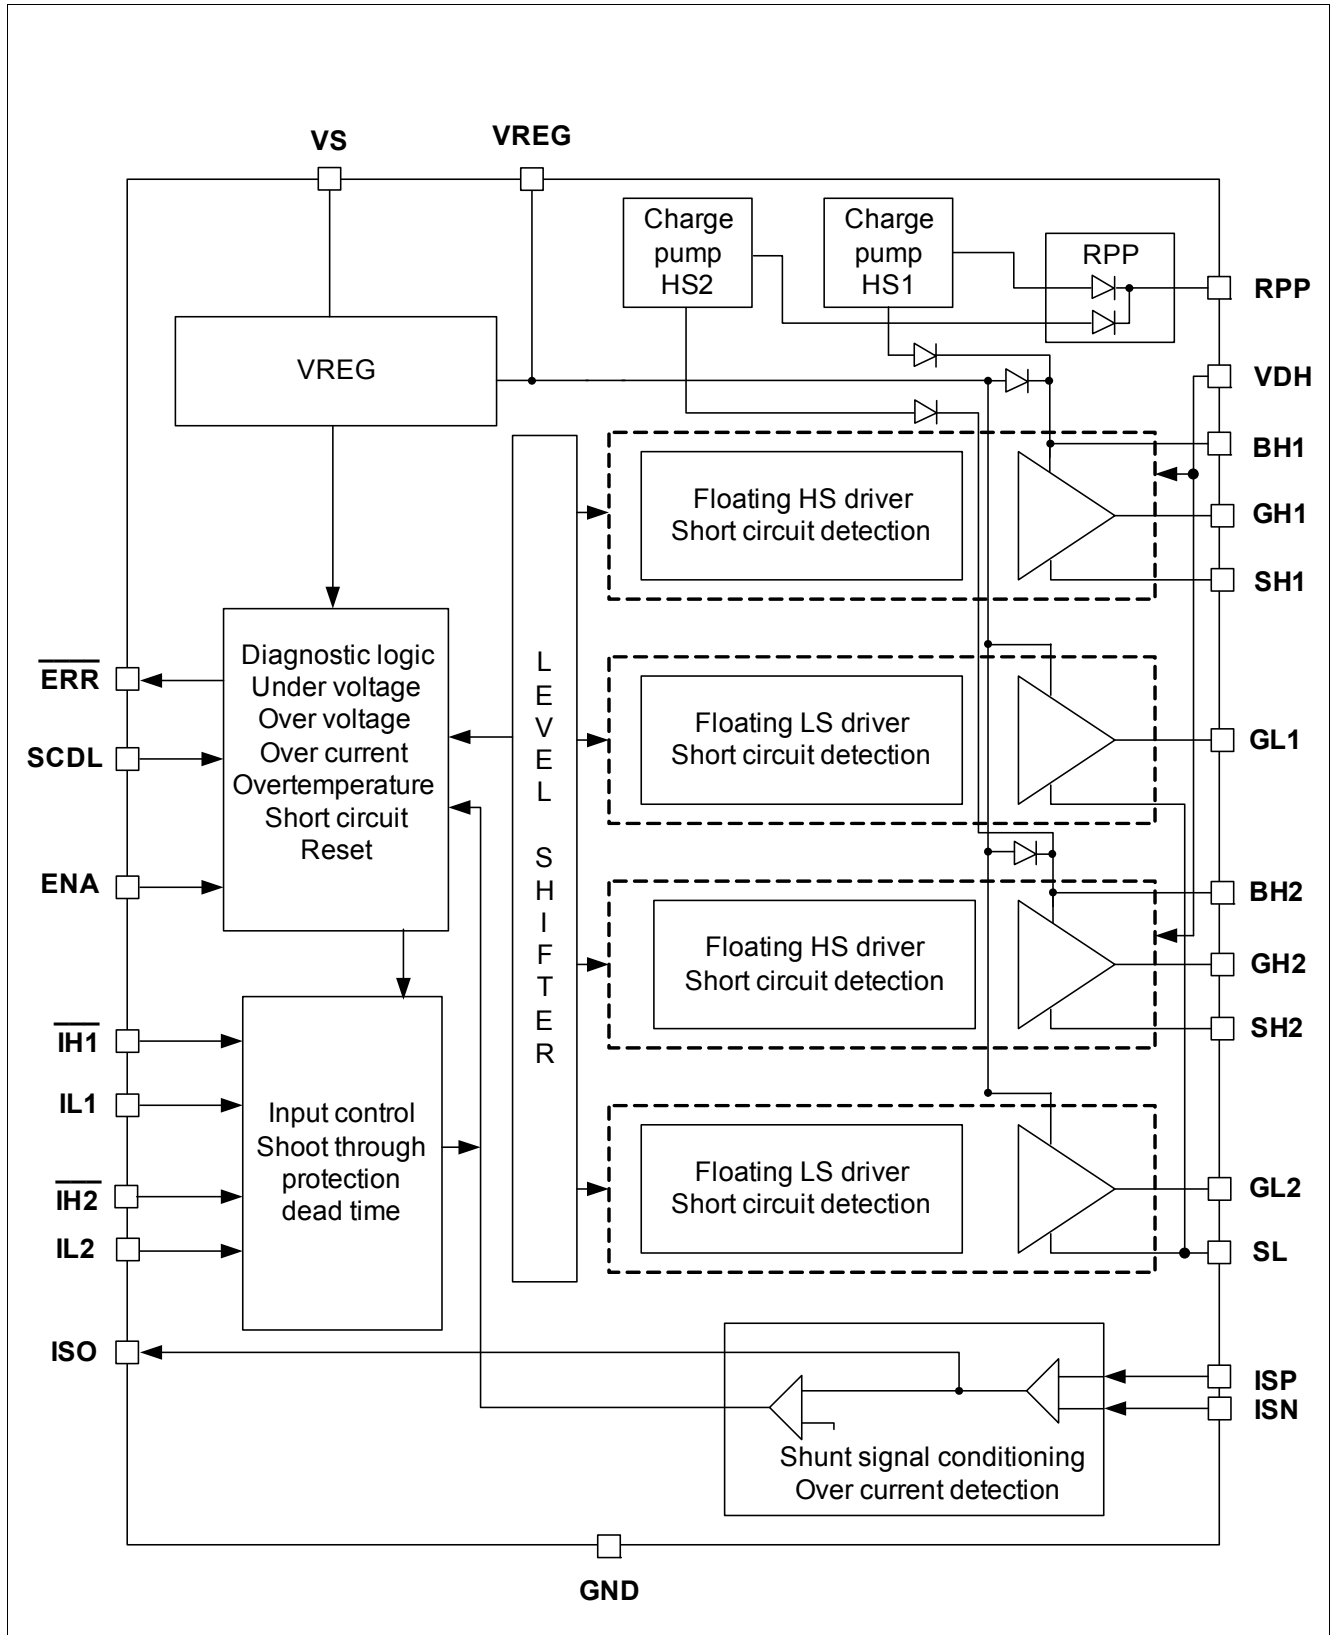 VS
VREG
Charge
pump
HS2
Charge
pump
HS1
RPP
RPP
VREG
VDH
BH1
Floating HS driver
Short circuit detection
GH1
SH1
Diagnostic logic
Under voltage
Over voltage
Over current
Overtemperature
Short circuit
Reset
ERR
SCDL
ENA
LEVEL SHIFTER
Floating LS driver
Short circuit detection
GL1
BH2
Floating HS driver
Short circuit detection
GH2
SH2
IH1
IL1
IH2
IL2
Input control
Shoot through
protection
dead time
Floating LS driver
Short circuit detection
GL2
SL
ISO
ISP
ISN
Shunt signal conditioning
Over current detection
GND